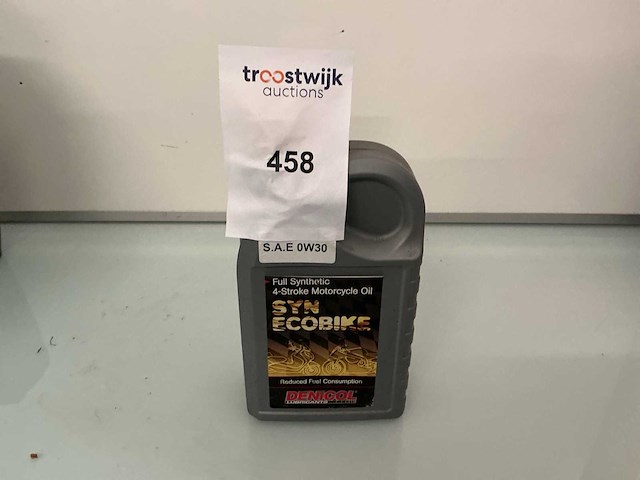 troostwijk
auctions
458
S.A.E 0W30
Full Synthetic
4-Stroke Motorcycle Oil
SYN
ECOBIKE
Reduced Fuel Consumption
DENICOL
LUBRICANTS